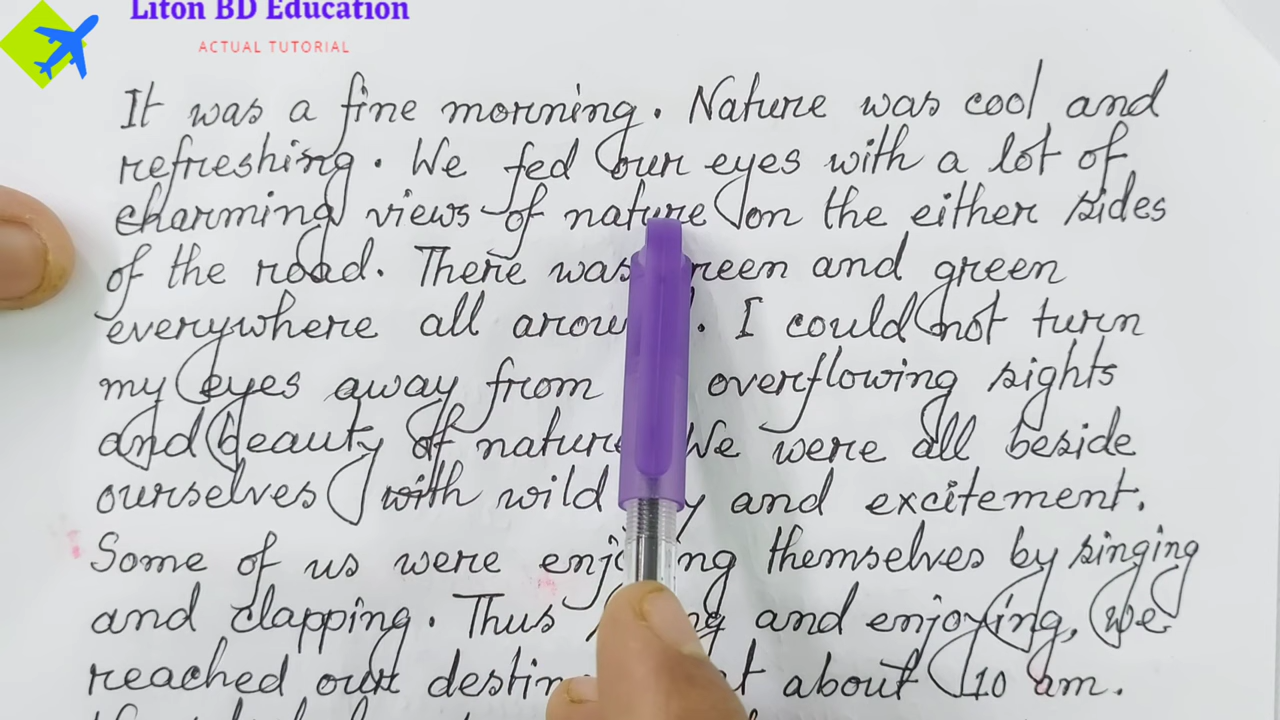 Liton BD Education
ACTUAL TUTORIAL
It was a fine morning. Nature was cool and
refreshing. We fed our eyes with a lot of
charming views of nature on the either sides
of the road. There was green and green
everywhere all around. I could not turn
my eyes away from overflowing sights
and beauty of nature We were all beside
ourselves with wild and excitement.
Some of us were enjoying themselves by singing
and clapping. Thus and enjoying, we
reached our at about 10 am.